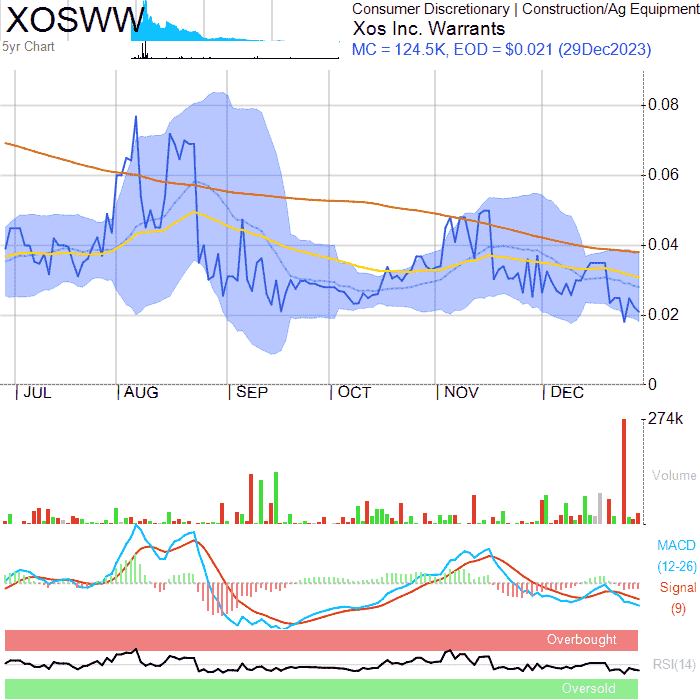 XOSWW
5yr Chart
Consumer Discretionary | Construction/Ag Equipment
Xos Inc. Warrants
MC = 124.5K, EOD = $0.021 (29Dec2023)
0.08
0.06
0.04
0.02
0
JUL AUG SEP OCT NOV DEC
274k
Volume
MACD
(12-26)
Signal
(9)
Overbought
RSI(14)
Oversold